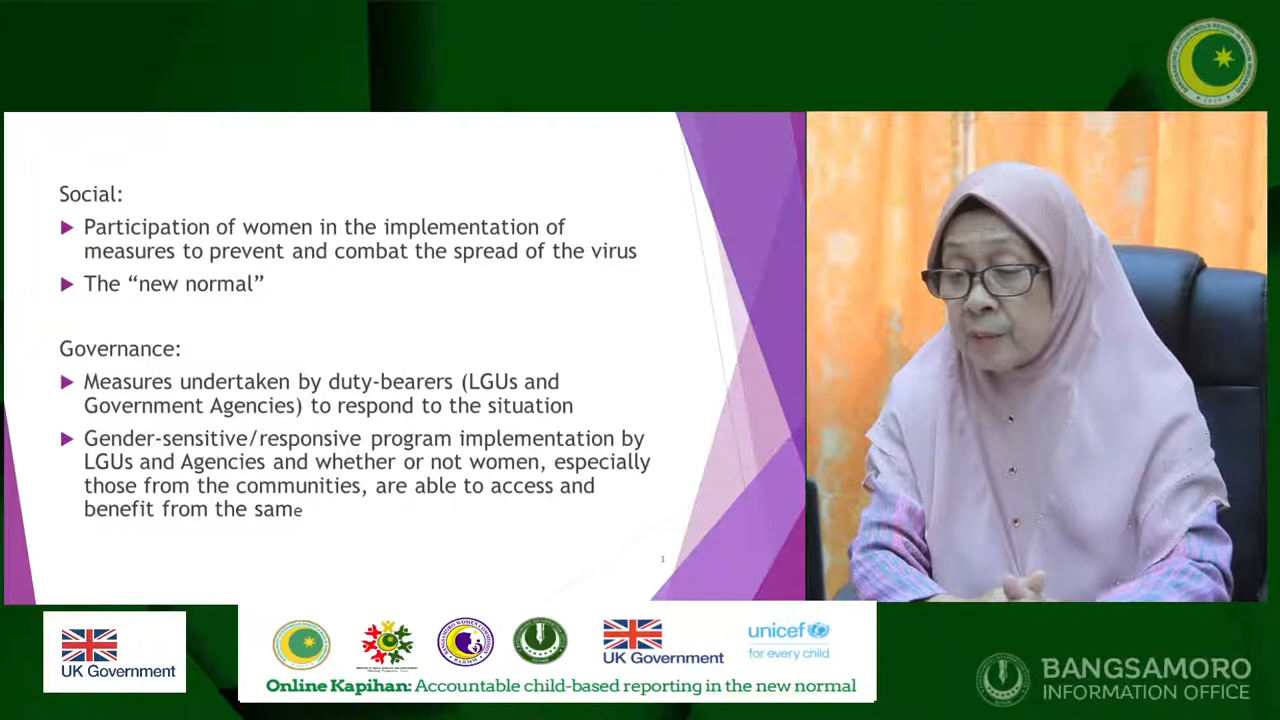 Social:
Participation of women in the implementation of
measures to prevent and combat the spread of the virus
The “new normal”
Governance:
Measures undertaken by duty-bearers (LGUs and
Government Agencies) to respond to the situation
Gender-sensitive/responsive program implementation by
LGUs and Agencies and whether or not women, especially
those from the communities, are able to access and
benefit from the same
3
UK Government
UK Government
unicef
for every child
Online Kapihan: Accountable child-based reporting in the new normal
BANGSAMORO
INFORMATION OFFICE